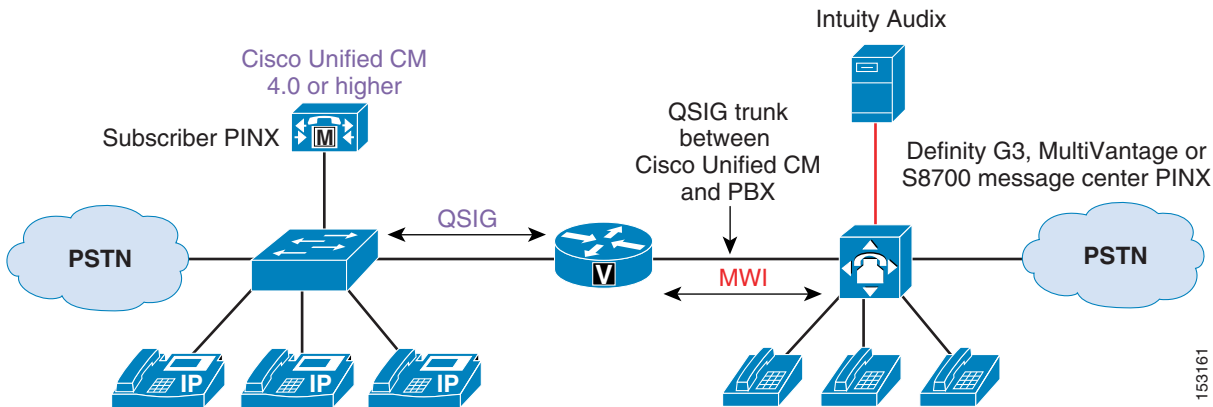 Intuity Audix
Cisco Unified CM
4.0 or higher
Subscriber PINX
M
QSIG trunk
between
Cisco Unified CM
and PBX
Definity G3, MultiVantage or
S8700 message center PINX
PSTN
QSIG
V
MWI
PSTN
IP
IP
IP
153161